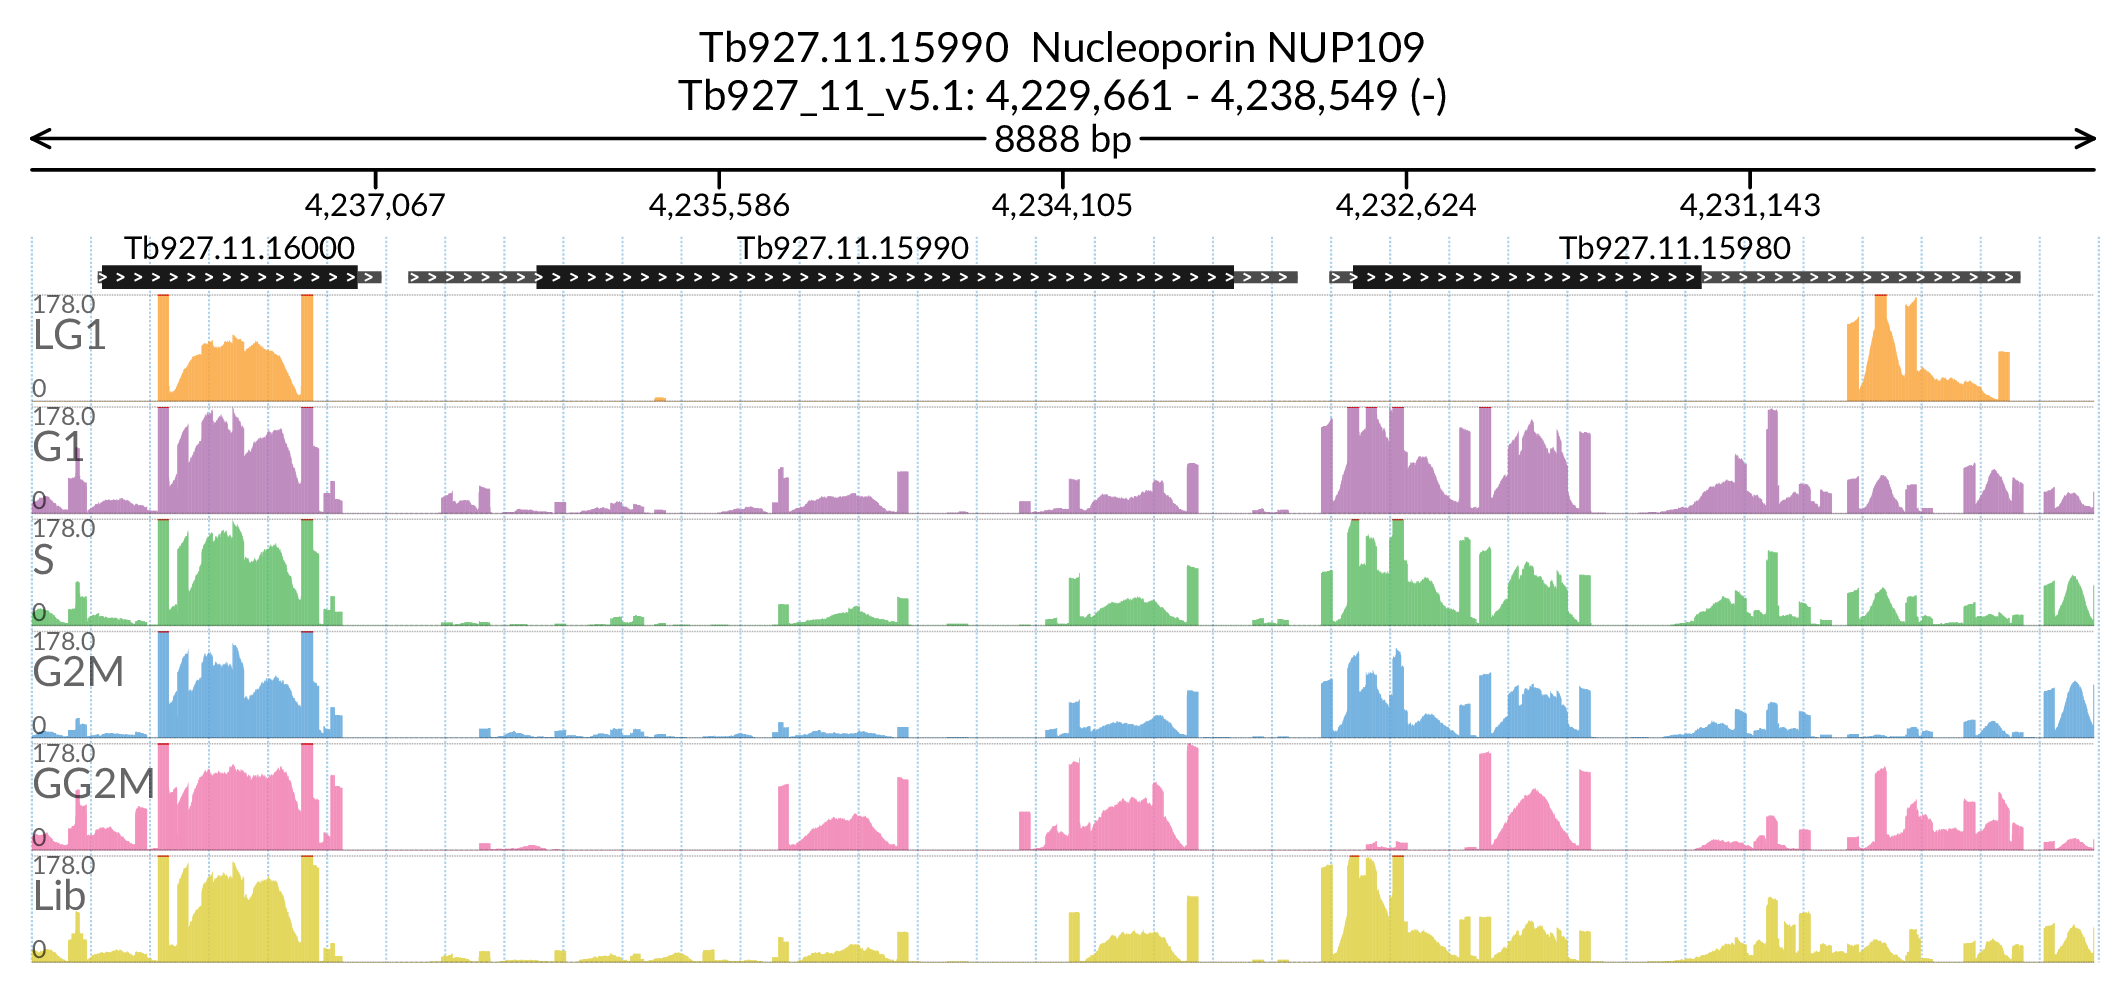 Tb927.11.15990  Nucleoporin NUP109
Tb927_11_v5.1: 4,229,661 - 4,238,549 (-)
8888 bp
4,237,067 4,235,586 4,234,105 4,232,624 4,231,143
Tb927.11.16000 Tb927.11.15990 Tb927.11.15980
178.0
LG1
0
178.0
G1
0
178.0
S
0
178.0
G2M
0
178.0
GG2M
0
178.0
Lib
0